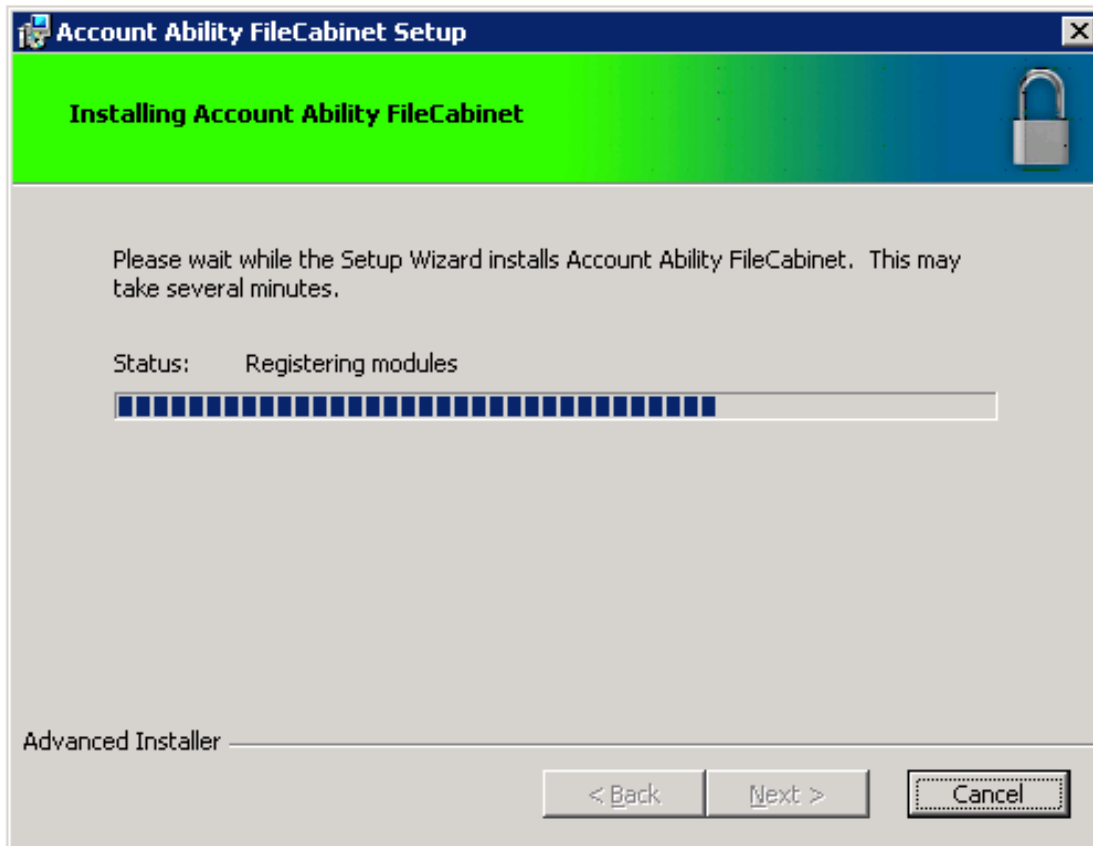 Account Ability FileCabinet Setup
Installing Account Ability FileCabinet
Please wait while the Setup Wizard installs Account Ability FileCabinet. This may
take several minutes.
Status: Registering modules
Advanced Installer
< Back Next > Cancel